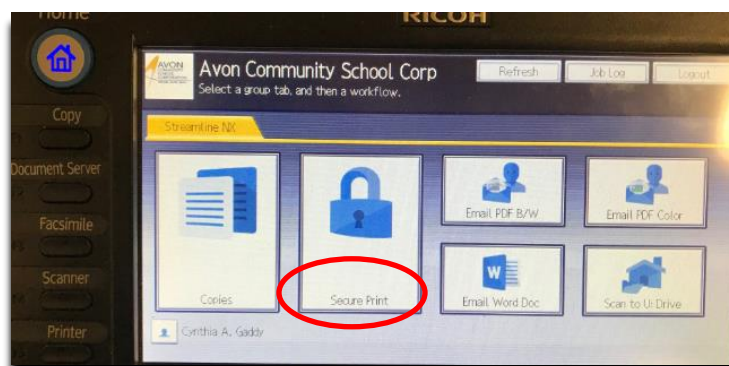 Home
RICOH
Copy
Document Server
Facsimile
Scanner
Printer
AVON
Avon Community School Corp
Select a group tab, and then a workflow.
Refresh
Job Log
Logout
Streamline NX
Copies
Secure Print
Email PDF B/W
Email PDF Color
Email Word Doc
W
Scan to U: Drive
Cynthia A. Gaddy